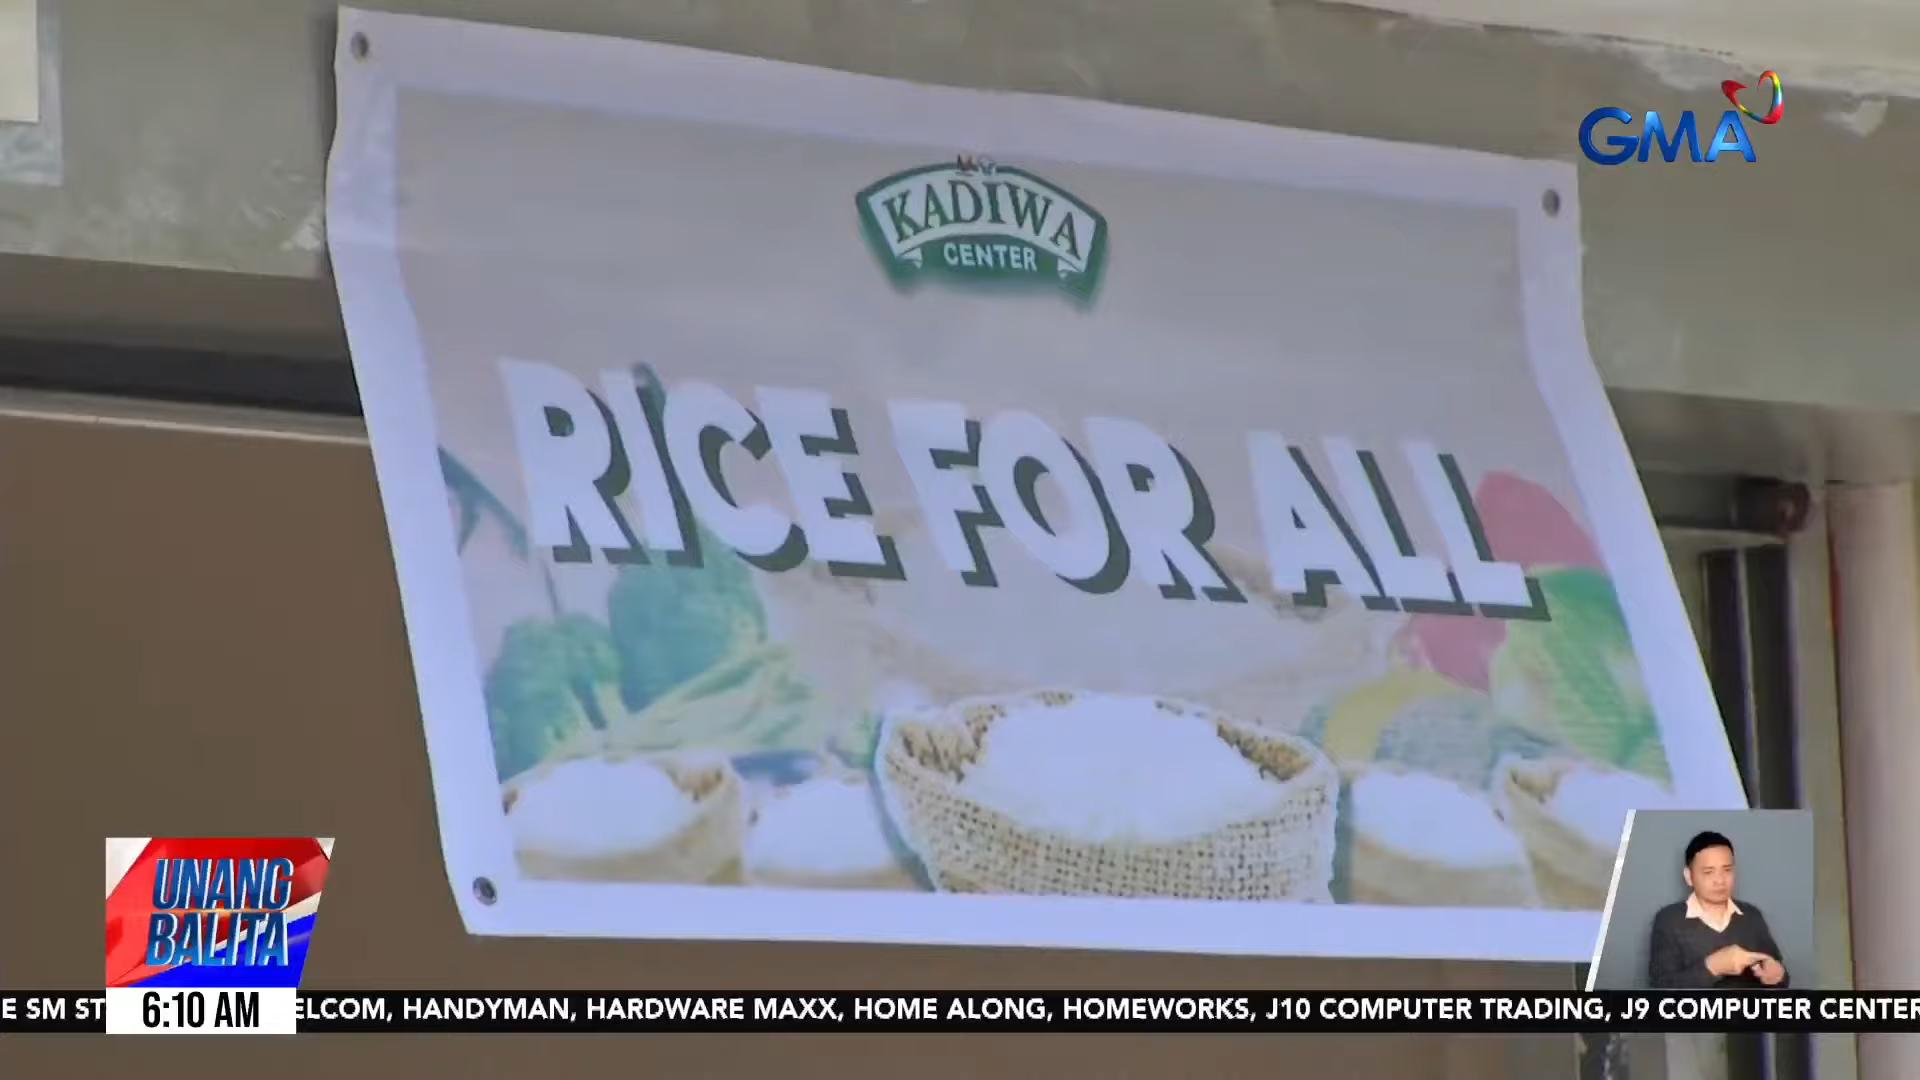 GMA
KADIWA
CENTER
RICE FOR ALL
UNANG
BALITA
6:10 AM
E SM ST ELCOM, HANDYMAN, HARDWARE MAXX, HOME ALONG, HOMEWORKS, J10 COMPUTER TRADING, J9 COMPUTER CENTER